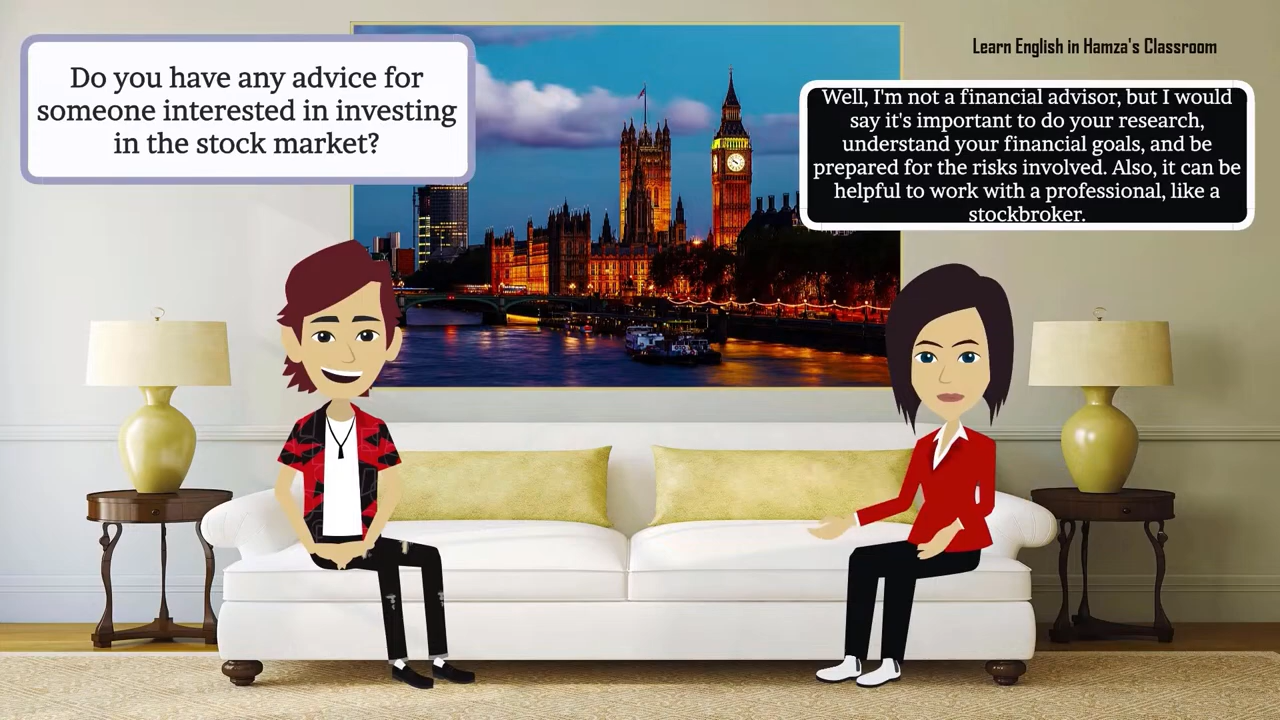 Learn English in Hamza's Classroom
Do you have any advice for
someone interested in investing
in the stock market?
Well, I'm not a financial advisor, but I would
say it's important to do your research,
understand your financial goals, and be
prepared for the risks involved. Also, it can be
helpful to work with a professional, like a
stockbroker.